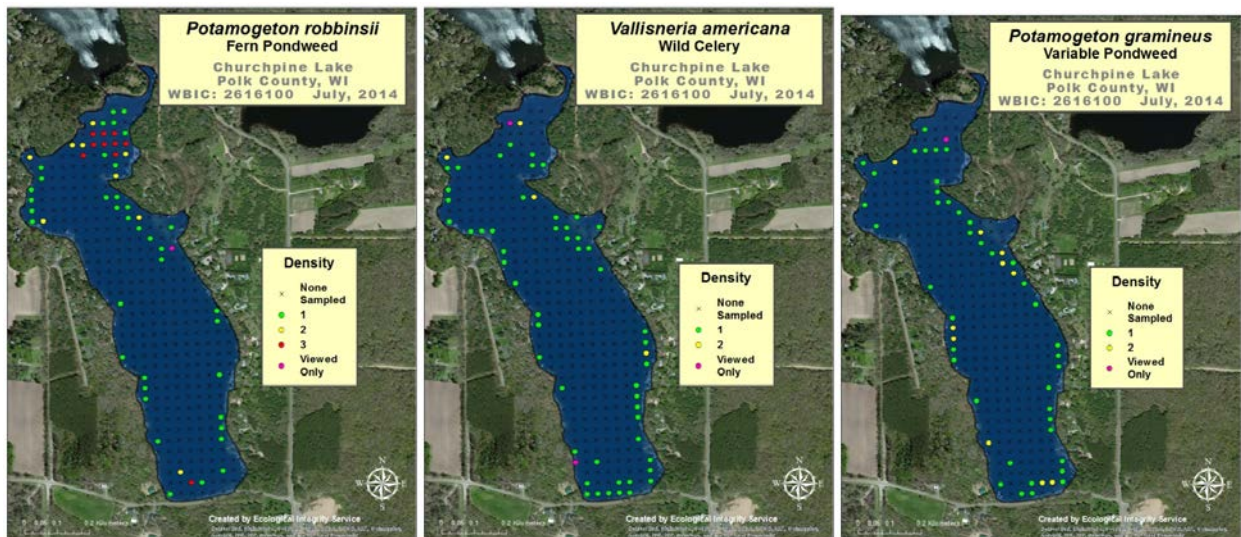 Potamogeton robbinsii
Fern Pondweed
Churchpine Lake
Polk County, WI
WBIC: 2616100 July, 2014
Density
None
Sampled
1
2
3
Viewed
Only
N
W
E
S
Created by Ecological Integrity Service
Vallisneria americana
Wild Celery
Churchpine Lake
Polk County, WI
WBIC: 2616100 July, 2014
Density
None
Sampled
1
2
Viewed
Only
N
W
E
S
Created by Ecological Integrity Service
Potamogeton gramineus
Variable Pondweed
Churchpine Lake
Polk County, WI
WBIC: 2616100 July, 2014
Density
None
Sampled
1
2
Viewed
Only
N
W
E
S
Created by Ecological Integrity Service